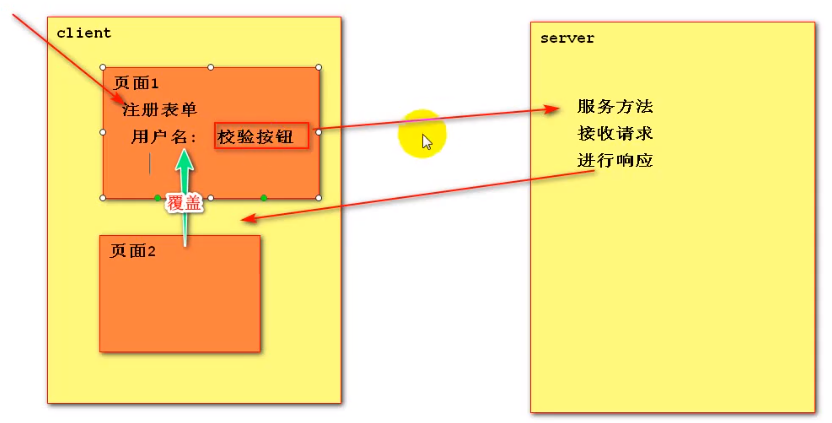 client
页面1
注册表单
用户名: 校验按钮
覆盖
页面2
server
服务方法
接收请求
进行响应